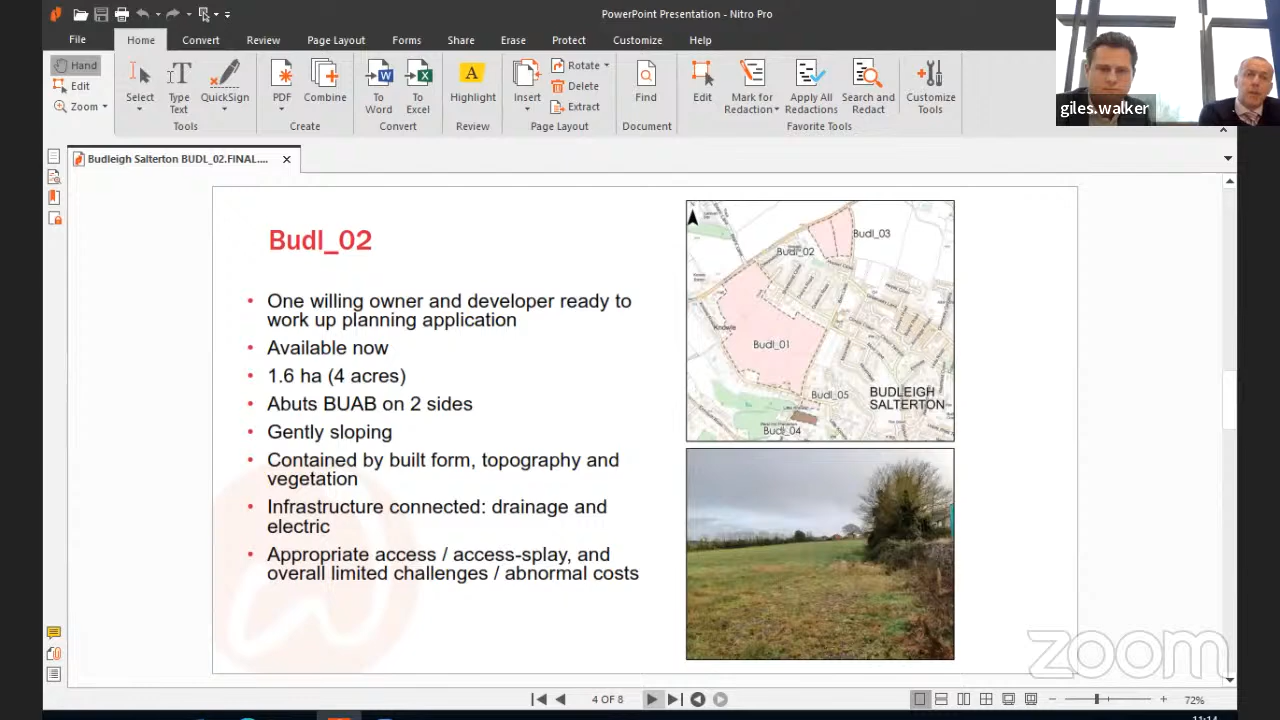 PowerPoint Presentation - Nitro Pro
File
Home
Convert
Review
Page Layout
Forms
Share
Erase
Protect
Customize
Help
Hand
Edit
Zoom
Select
Type
Text
QuickSign
Tools
PDF
Combine
Create
To
Word
To
Excel
Convert
Highlight
Review
Insert
Rotate
Delete
Extract
Page Layout
Find
Document
Edit
Mark for
Redaction
Apply All
Redactions
Search and
Redact
Favorite Tools
Customize
Tools
giles.walker
Budleigh Salterton BUDL_02.FINAL....
Budl_02
• One willing owner and developer ready to
work up planning application
• Available now
• 1.6 ha (4 acres)
• Abuts BUAB on 2 sides
• Gently sloping
• Contained by built form, topography and
vegetation
• Infrastructure connected: drainage and
electric
• Appropriate access / access-splay, and
overall limited challenges / abnormal costs
Budl_03
Budl_02
Knowle
Budl_01
Budl_05
BUDLEIGH
SALTERTON
Budl_04
zoom
4 OF 8
72%
11:14